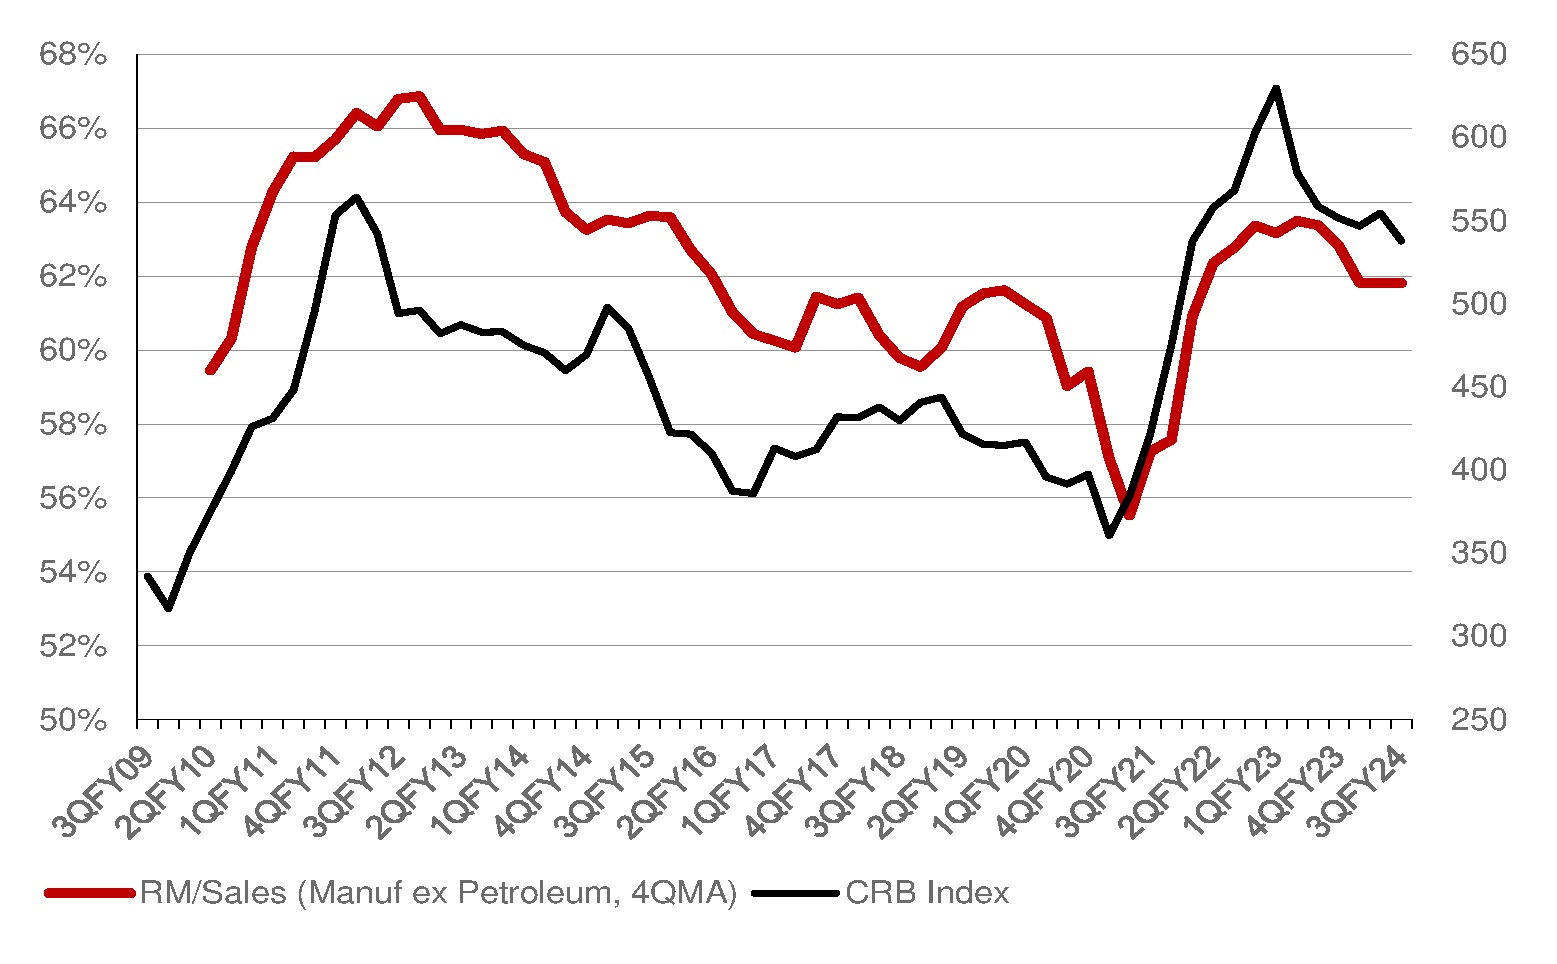 68%
66%
64%
62%
60%
58%
56%
54%
52%
50%
650
600
550
500
450
400
350
300
250
3QFY09
2QFY10
1QFY11
4QFY11
3QFY12
2QFY13
1QFY14
4QFY14
3QFY15
2QFY16
1QFY17
4QFY17
3QFY18
2QFY19
1QFY20
4QFY20
3QFY21
2QFY22
1QFY23
4QFY23
3QFY24
RM/Sales (Manuf ex Petroleum, 4QMA)
CRB Index